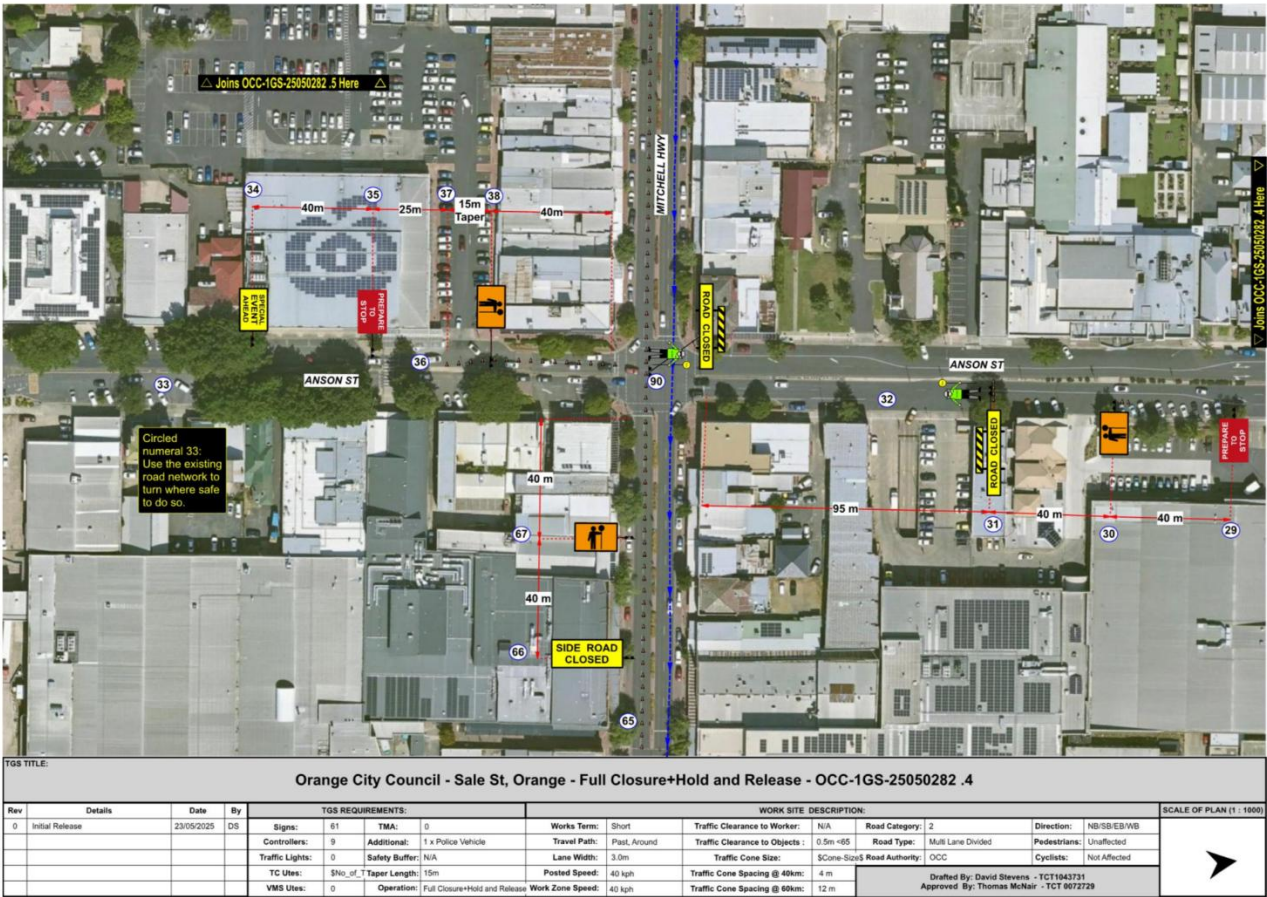 Joins OCC-1GS-25050282 .5 Here
MITCHELL HWY
Joins OCC-1GS-25050282 .4 Here
34
35
37
38
40m
25m
15m
Taper
40m
SPECIAL
EVENT
AHEAD
PREPARE
TO
STOP
ROAD CLOSED
36
ANSON ST
ANSON ST
33
90
32
Circled
numeral 33:
Use the existing
road network to
turn where safe
to do so.
ROAD CLOSED
PREPARE
TO
STOP
40 m
95 m
31
40 m
30
40 m
29
67
40 m
66
SIDE ROAD
CLOSED
65
TGS TITLE:
Orange City Council - Sale St, Orange - Full Closure+Hold and Release - OCC-1GS-25050282 .4
Rev Details Date By TGS REQUIREMENTS: WORK SITE DESCRIPTION: SCALE OF PLAN (1 : 1000)
0 Initial Release 23/05/2025 DS Signs: 61 TMA: 0 Works Term: Short Traffic Clearance to Worker: N/A Road Category: 2 Direction: NB/SB/EB/WB
Controllers: 9 Additional: 1 x Police Vehicle Travel Path: Past, Around Traffic Clearance to Objects : 0.5m <65 Road Type: Multi Lane Divided Pedestrians: Unaffected
Traffic Lights: 0 Safety Buffer: N/A Lane Width: 3.0m Traffic Cone Size: $Cone-Size$ Road Authority: OCC Cyclists: Not Affected
TC Utes: $No_of_T Taper Length: 15m Posted Speed: 40 kph Traffic Cone Spacing @ 40km: 4 m Drafted By: David Stevens - TCT1043731
VMS Utes: 0 Operation: Full Closure+Hold and Release Work Zone Speed: 40 kph Traffic Cone Spacing @ 60km: 12 m Approved By: Thomas McNair - TCT 0072729